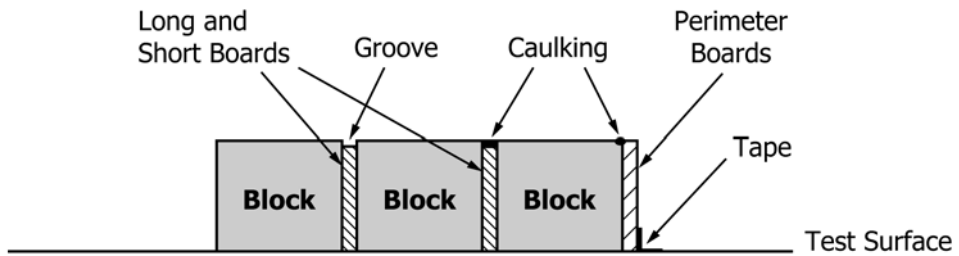 Long and
Short Boards
Groove
Caulking
Perimeter
Boards
Tape
Block
Block
Block
Test Surface